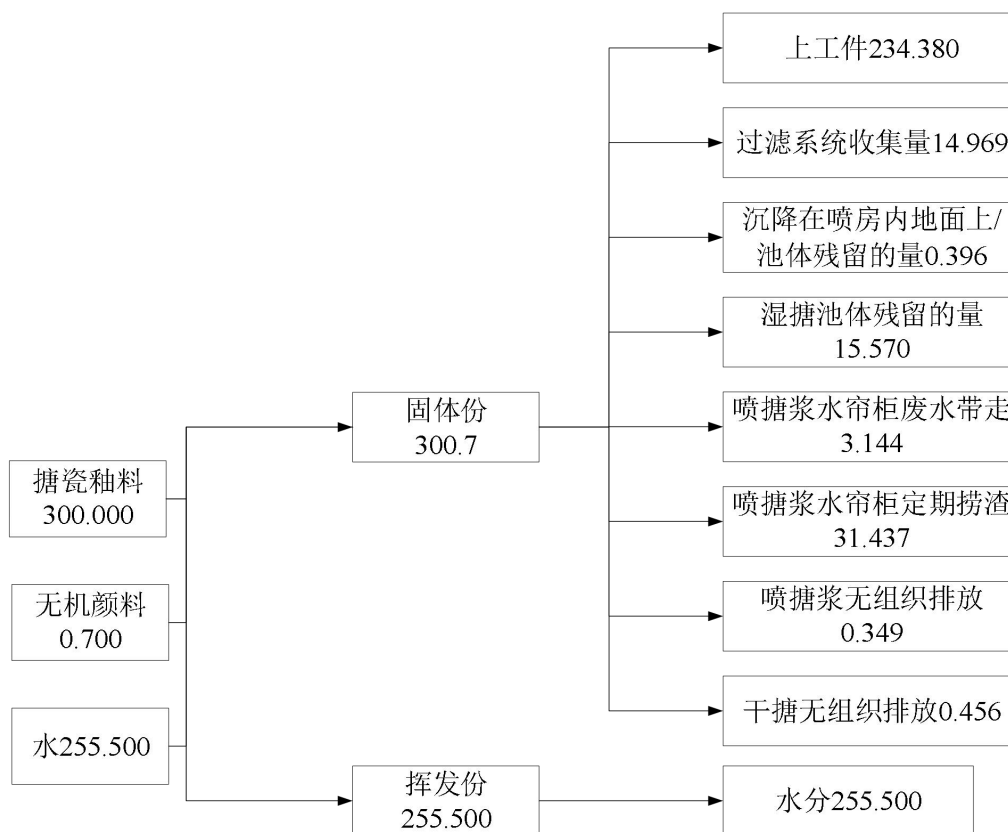 上工件234.380
过滤系统收集量14.969
沉降在喷房内地面上/
池体残留的量0.396
湿搪池体残留的量
15.570
固体份
300.7
喷搪浆水帘柜废水带走
3.144
搪瓷釉料
300.000
喷搪浆水帘柜定期捞渣
31.437
无机颜料
0.700
喷搪浆无组织排放
0.349
水255.500
干搪无组织排放0.456
挥发份
255.500
水分255.500